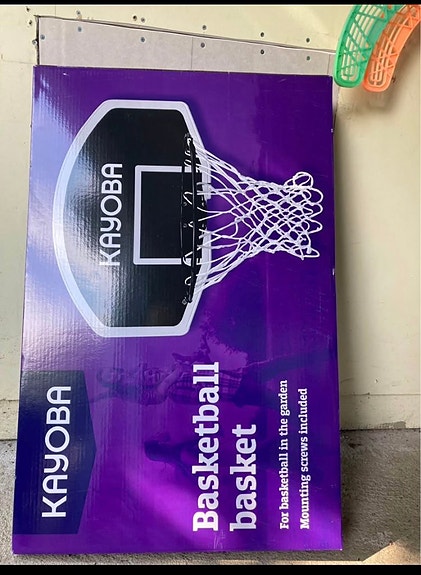 KAYOBA
KAYOBA
Basketball
basket
For basketball in the garden
Mounting screws included